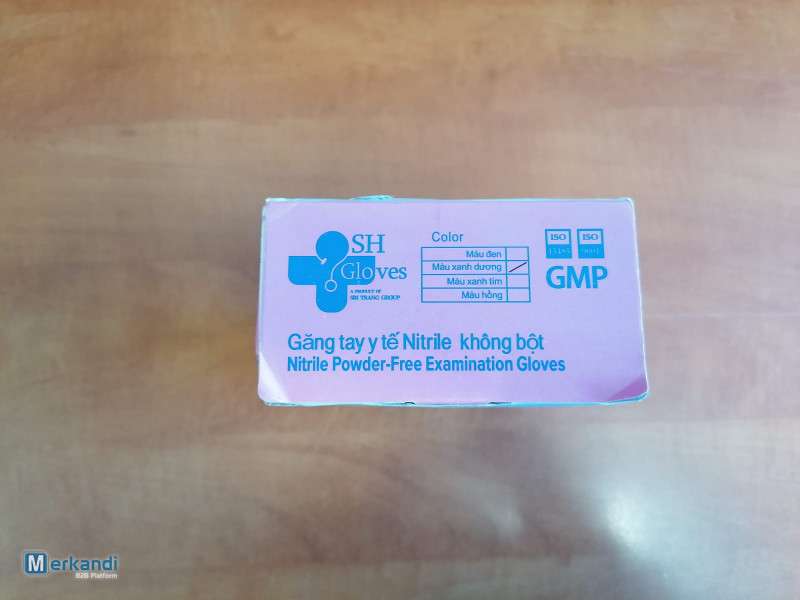 SH
Gloves
A PRODUCT OF
SRI TRANG GROUP
Color
Màu đen
Màu xanh dương
Màu xanh tím
Màu hồng
ISO
ISO
GMP
Găng tay y tế Nitrile không bột
Nitrile Powder-Free Examination Gloves
Merkandi
B2B Platform